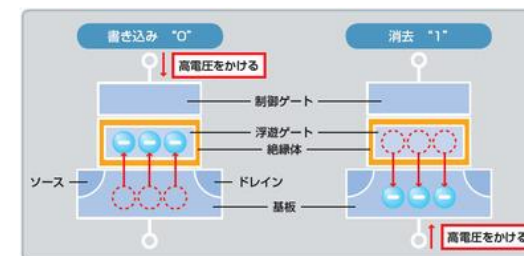 書き込み “0”
消去 “1”
高電圧をかける
制御ゲート
浮遊ゲート
絶縁体
ソース
ドレイン
基板
高電圧をかける